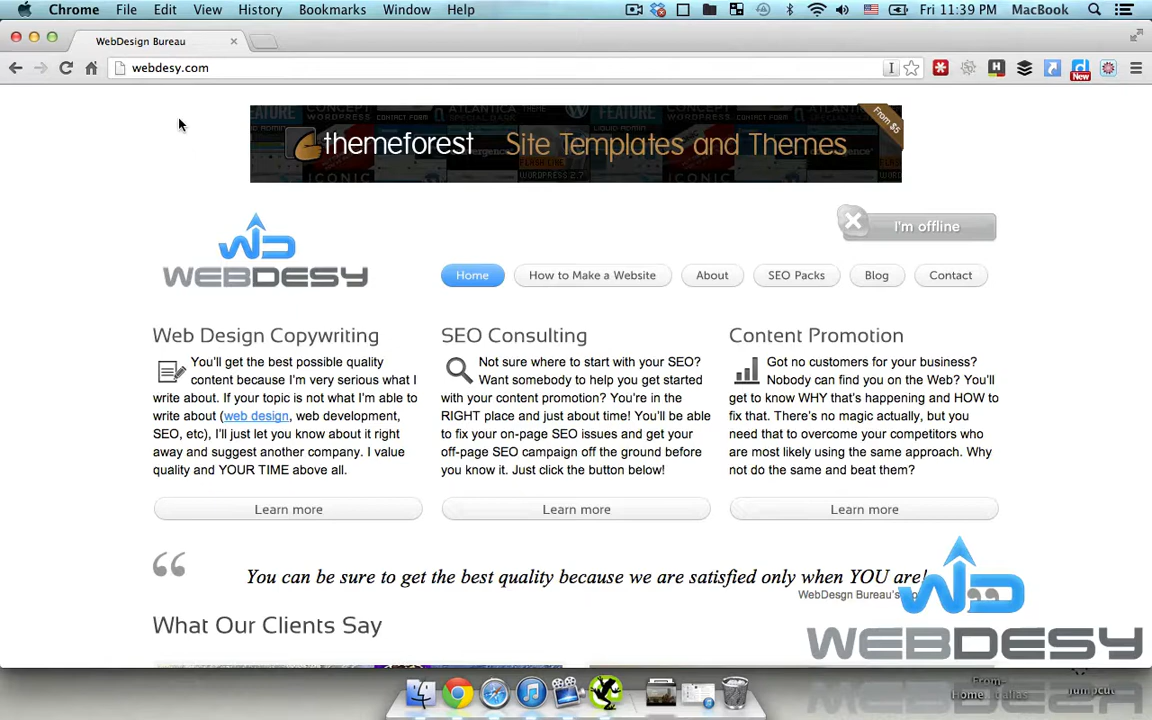 Chrome File Edit View History Bookmarks Window Help Fri 11:39 PM MacBook
WebDesign Bureau
webdesy.com
New
themeforest Site Templates and Themes
From $5
I'm offline
WEBDESY
Home How to Make a Website About SEO Packs Blog Contact
Web Design Copywriting
You'll get the best possible quality
content because I'm very serious what I
write about. If your topic is not what I'm able to
write about (web design, web development,
SEO, etc), I'll just let you know about it right
away and suggest another company. I value
quality and YOUR TIME above all.
Learn more
SEO Consulting
Not sure where to start with your SEO?
Want somebody to help you get started
with your content promotion? You're in the
RIGHT place and just about time! You'll be able
to fix your on-page SEO issues and get your
off-page SEO campaign off the ground before
you know it. Just click the button below!
Learn more
Content Promotion
Got no customers for your business?
Nobody can find you on the Web? You'll
get to know WHY that's happening and HOW to
fix that. There's no magic actually, but you
need that to overcome your competitors who
are most likely using the same approach. Why
not do the same and beat them?
Learn more
You can be sure to get the best quality because we are satisfied only when YOU are!
WebDesgn Bureau's
What Our Clients Say
WEBDESY